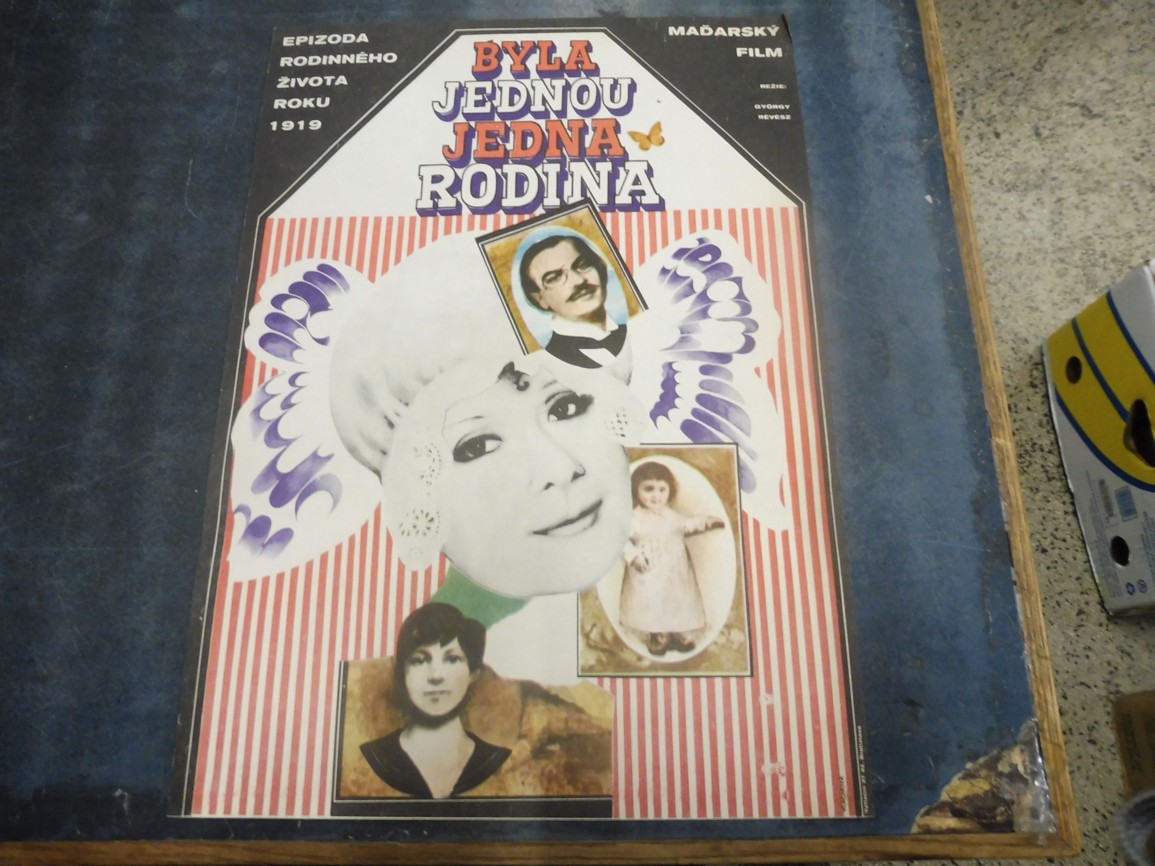 EPIZODA
RODINNÉHO
ŽIVOTA
ROKU
1919
MAĎARSKÝ
FILM
REŽIE:
GYÖRGY
RÉVÉSZ
BYLA
JEDNOU
JEDNA
RODINA